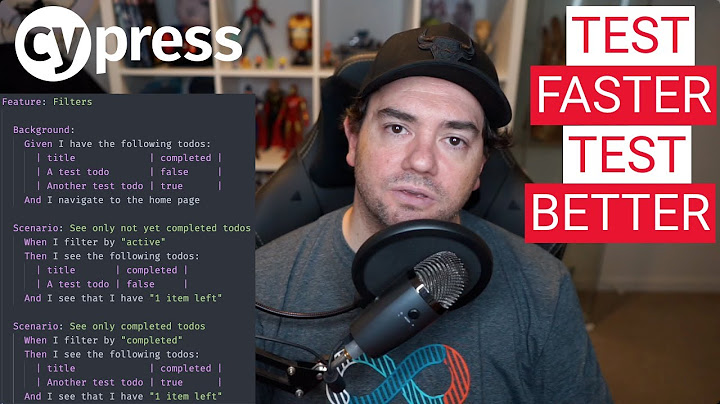 cypress
Feature: Filters
Background:
Given I have the following todos:
| title | completed |
| A test todo | false |
| Another test todo | true |
And I navigate to the home page
Scenario: See only not yet completed todos
When I filter by "active"
Then I see the following todos:
| title | completed |
| A test todo | false |
And I see that I have "1 item left"
Scenario: See only completed todos
When I filter by "completed"
Then I see the following todos:
| title | completed |
| Another test todo | true |
And I see that I have "1 item left"
TEST
FASTER
TEST
BETTER